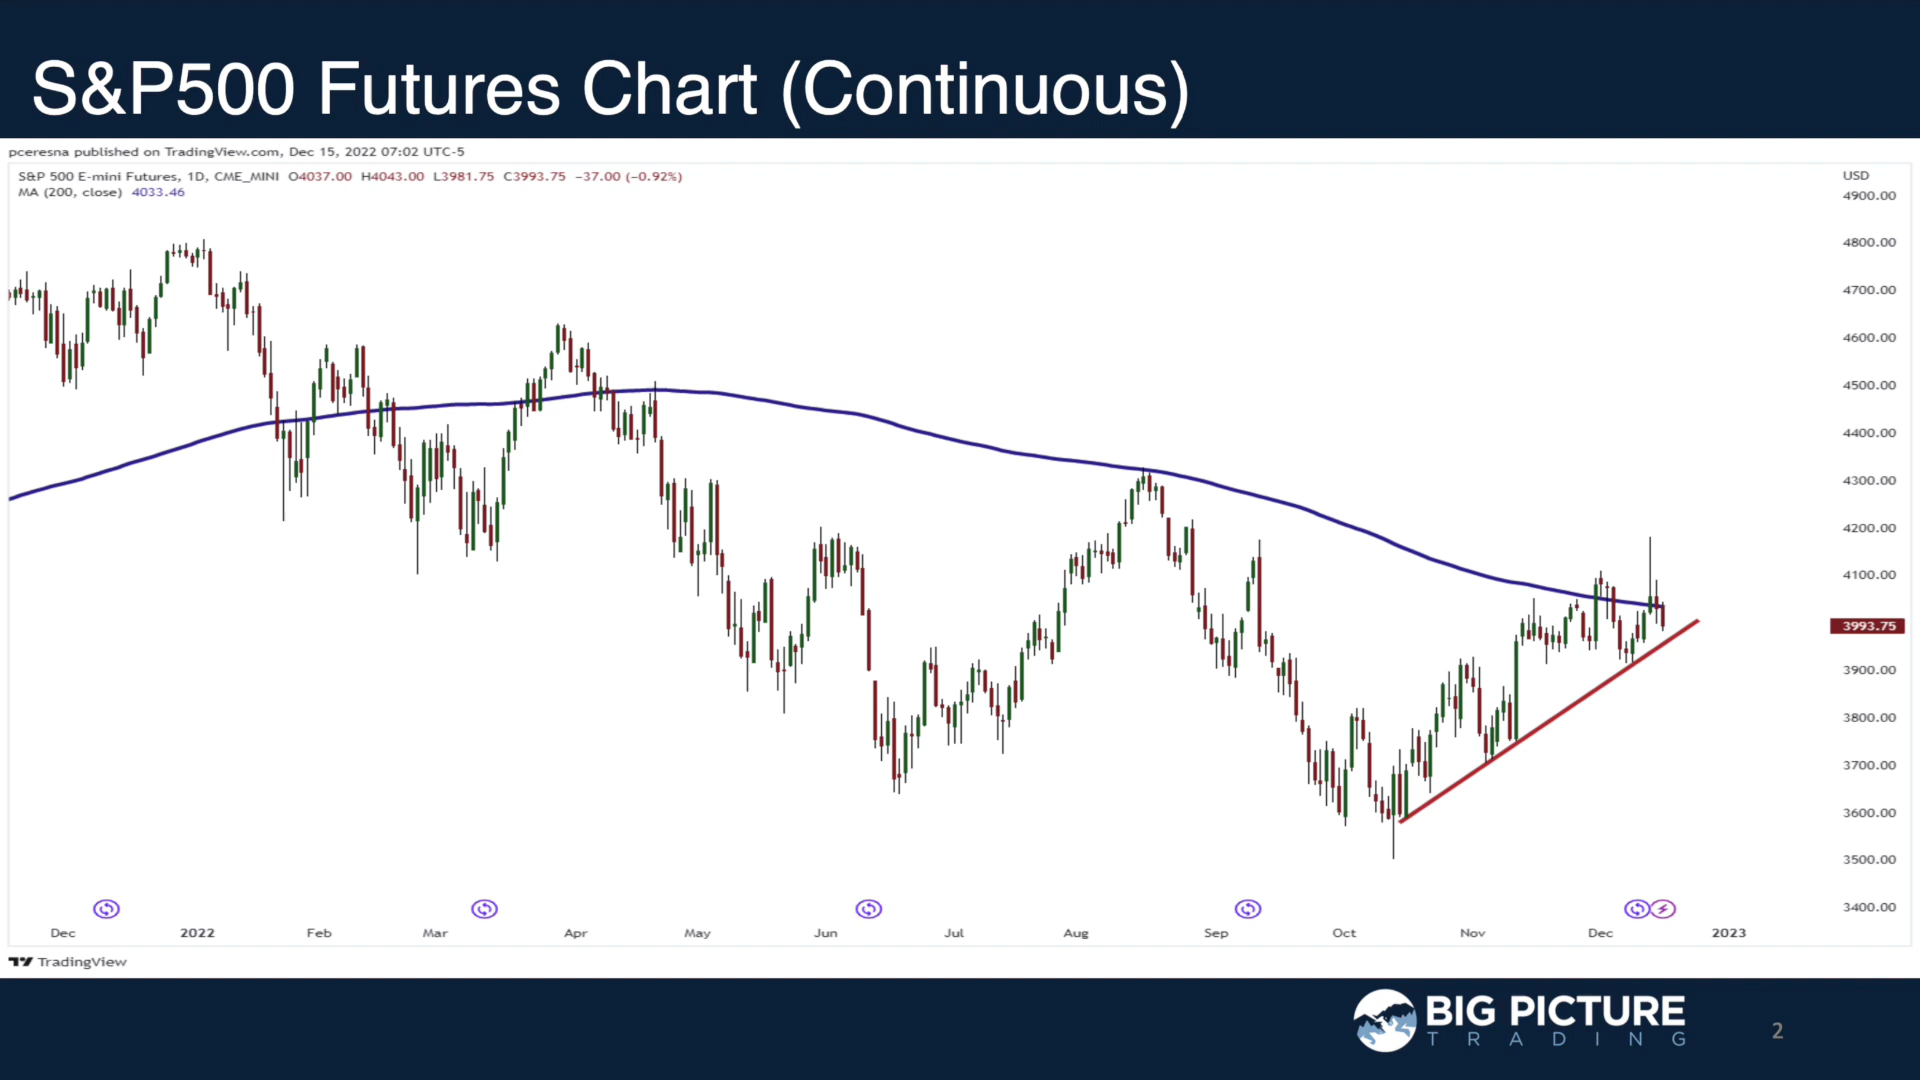 S&P500 Futures Chart (Continuous)
pceresna published on TradingView.com, Dec 15, 2022 07:02 UTC-5
S&P 500 E-mini Futures, 1D, CME_MINI O4037.00 H4043.00 L3981.75 C3993.75 −37.00 (−0.92%)
MA (200, close) 4033.46
USD
4900.00
4800.00
4700.00
4600.00
4500.00
4400.00
4300.00
4200.00
4100.00
3993.75
3900.00
3800.00
3700.00
3600.00
3500.00
3400.00
Dec 2022 Feb Mar Apr May Jun Jul Aug Sep Oct Nov Dec 2023
TradingView
BIG PICTURE
TRADING
2